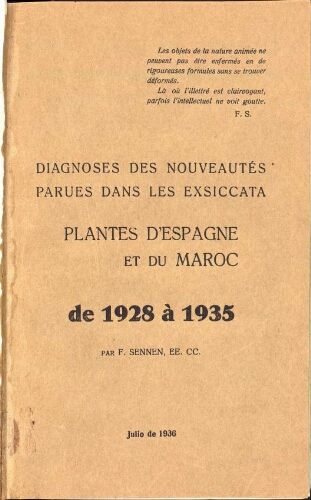 Les objets de la nature animée ne
peuvent pas être enfermés en de
rigoureuses formules sans se trouver
déformés.
Là où l'illettré est clairvoyant,
parfois l'intellectuel ne voit goutte.
F. S.
DIAGNOSES DES NOUVEAUTÉS
PARUES DANS LES EXSICCATA
PLANTES D'ESPAGNE
ET DU MAROC
de 1928 à 1935
PAR F. SENNEN, EE. CC.
Julio de 1936